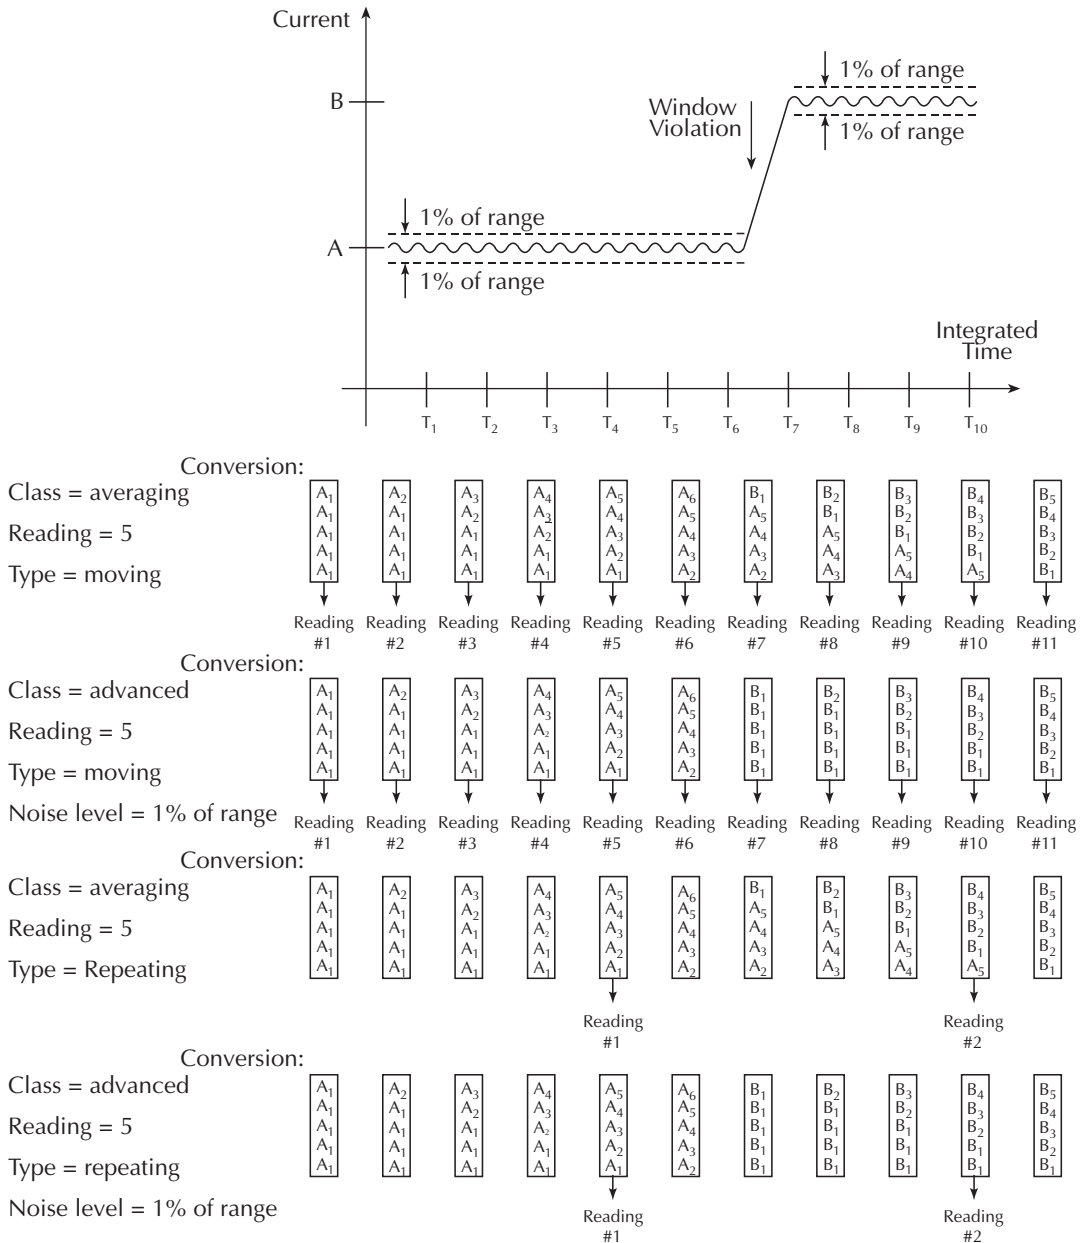 Current
1% of range
B
Window
Violation
1% of range
1% of range
A
1% of range
Integrated
Time
T1 T2 T3 T4 T5 T6 T7 T8 T9 T10
Conversion:
Class = averaging
Reading = 5
Type = moving
A1 A2 A3 A4 A5 A6 B1 B2 B3 B4 B5
A1 A1 A2 A3 A4 A5 A5 B1 B2 B3 B4
A1 A1 A1 A2 A3 A4 A4 A5 B1 B2 B3
A1 A1 A1 A1 A2 A3 A3 A4 A5 B1 B2
A1 A1 A1 A1 A1 A2 A2 A3 A4 A5 B1
Reading Reading Reading Reading Reading Reading Reading Reading Reading Reading Reading
#1 #2 #3 #4 #5 #6 #7 #8 #9 #10 #11
Conversion:
Class = advanced
Reading = 5
Type = moving
Noise level = 1% of range
A1 A2 A3 A4 A5 A6 B1 B2 B3 B4 B5
A1 A1 A2 A3 A4 A5 B1 B1 B2 B3 B4
A1 A1 A1 A2 A3 A4 B1 B1 B1 B2 B3
A1 A1 A1 A1 A2 A3 B1 B1 B1 B1 B2
A1 A1 A1 A1 A1 A2 B1 B1 B1 B1 B1
Reading Reading Reading Reading Reading Reading Reading Reading Reading Reading Reading
#1 #2 #3 #4 #5 #6 #7 #8 #9 #10 #11
Conversion:
Class = averaging
Reading = 5
Type = Repeating
A1 A2 A3 A4 A5 A6 B1 B2 B3 B4 B5
A1 A1 A2 A3 A4 A5 A5 B1 B2 B3 B4
A1 A1 A1 A2 A3 A4 A4 A5 B1 B2 B3
A1 A1 A1 A1 A2 A3 A3 A4 A5 B1 B2
A1 A1 A1 A1 A1 A2 A2 A3 A4 A5 B1
Reading Reading
#1 #2
Conversion:
Class = advanced
Reading = 5
Type = repeating
Noise level = 1% of range
A1 A2 A3 A4 A5 A6 B1 B2 B3 B4 B5
A1 A1 A2 A3 A4 A5 B1 B1 B2 B3 B4
A1 A1 A1 A2 A3 A4 B1 B1 B1 B2 B3
A1 A1 A1 A1 A2 A3 B1 B1 B1 B1 B2
A1 A1 A1 A1 A1 A2 B1 B1 B1 B1 B1
Reading Reading
#1 #2